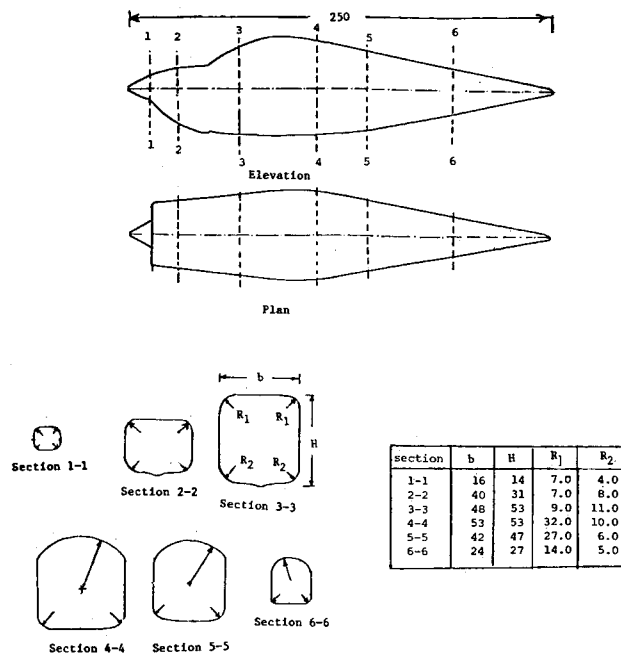 250
1 2 3 4 5 6
1 2 3 4 5 6
Elevation
Plan
b
R1 R1
R2 R2
H
Section 1-1
Section 2-2
Section 3-3
Section 4-4
Section 5-5
Section 6-6
section b H R1 R2
1-1 16 14 7.0 4.0
2-2 40 31 7.0 8.0
3-3 48 53 9.0 11.0
4-4 53 53 32.0 10.0
5-5 42 47 27.0 6.0
6-6 24 27 14.0 5.0